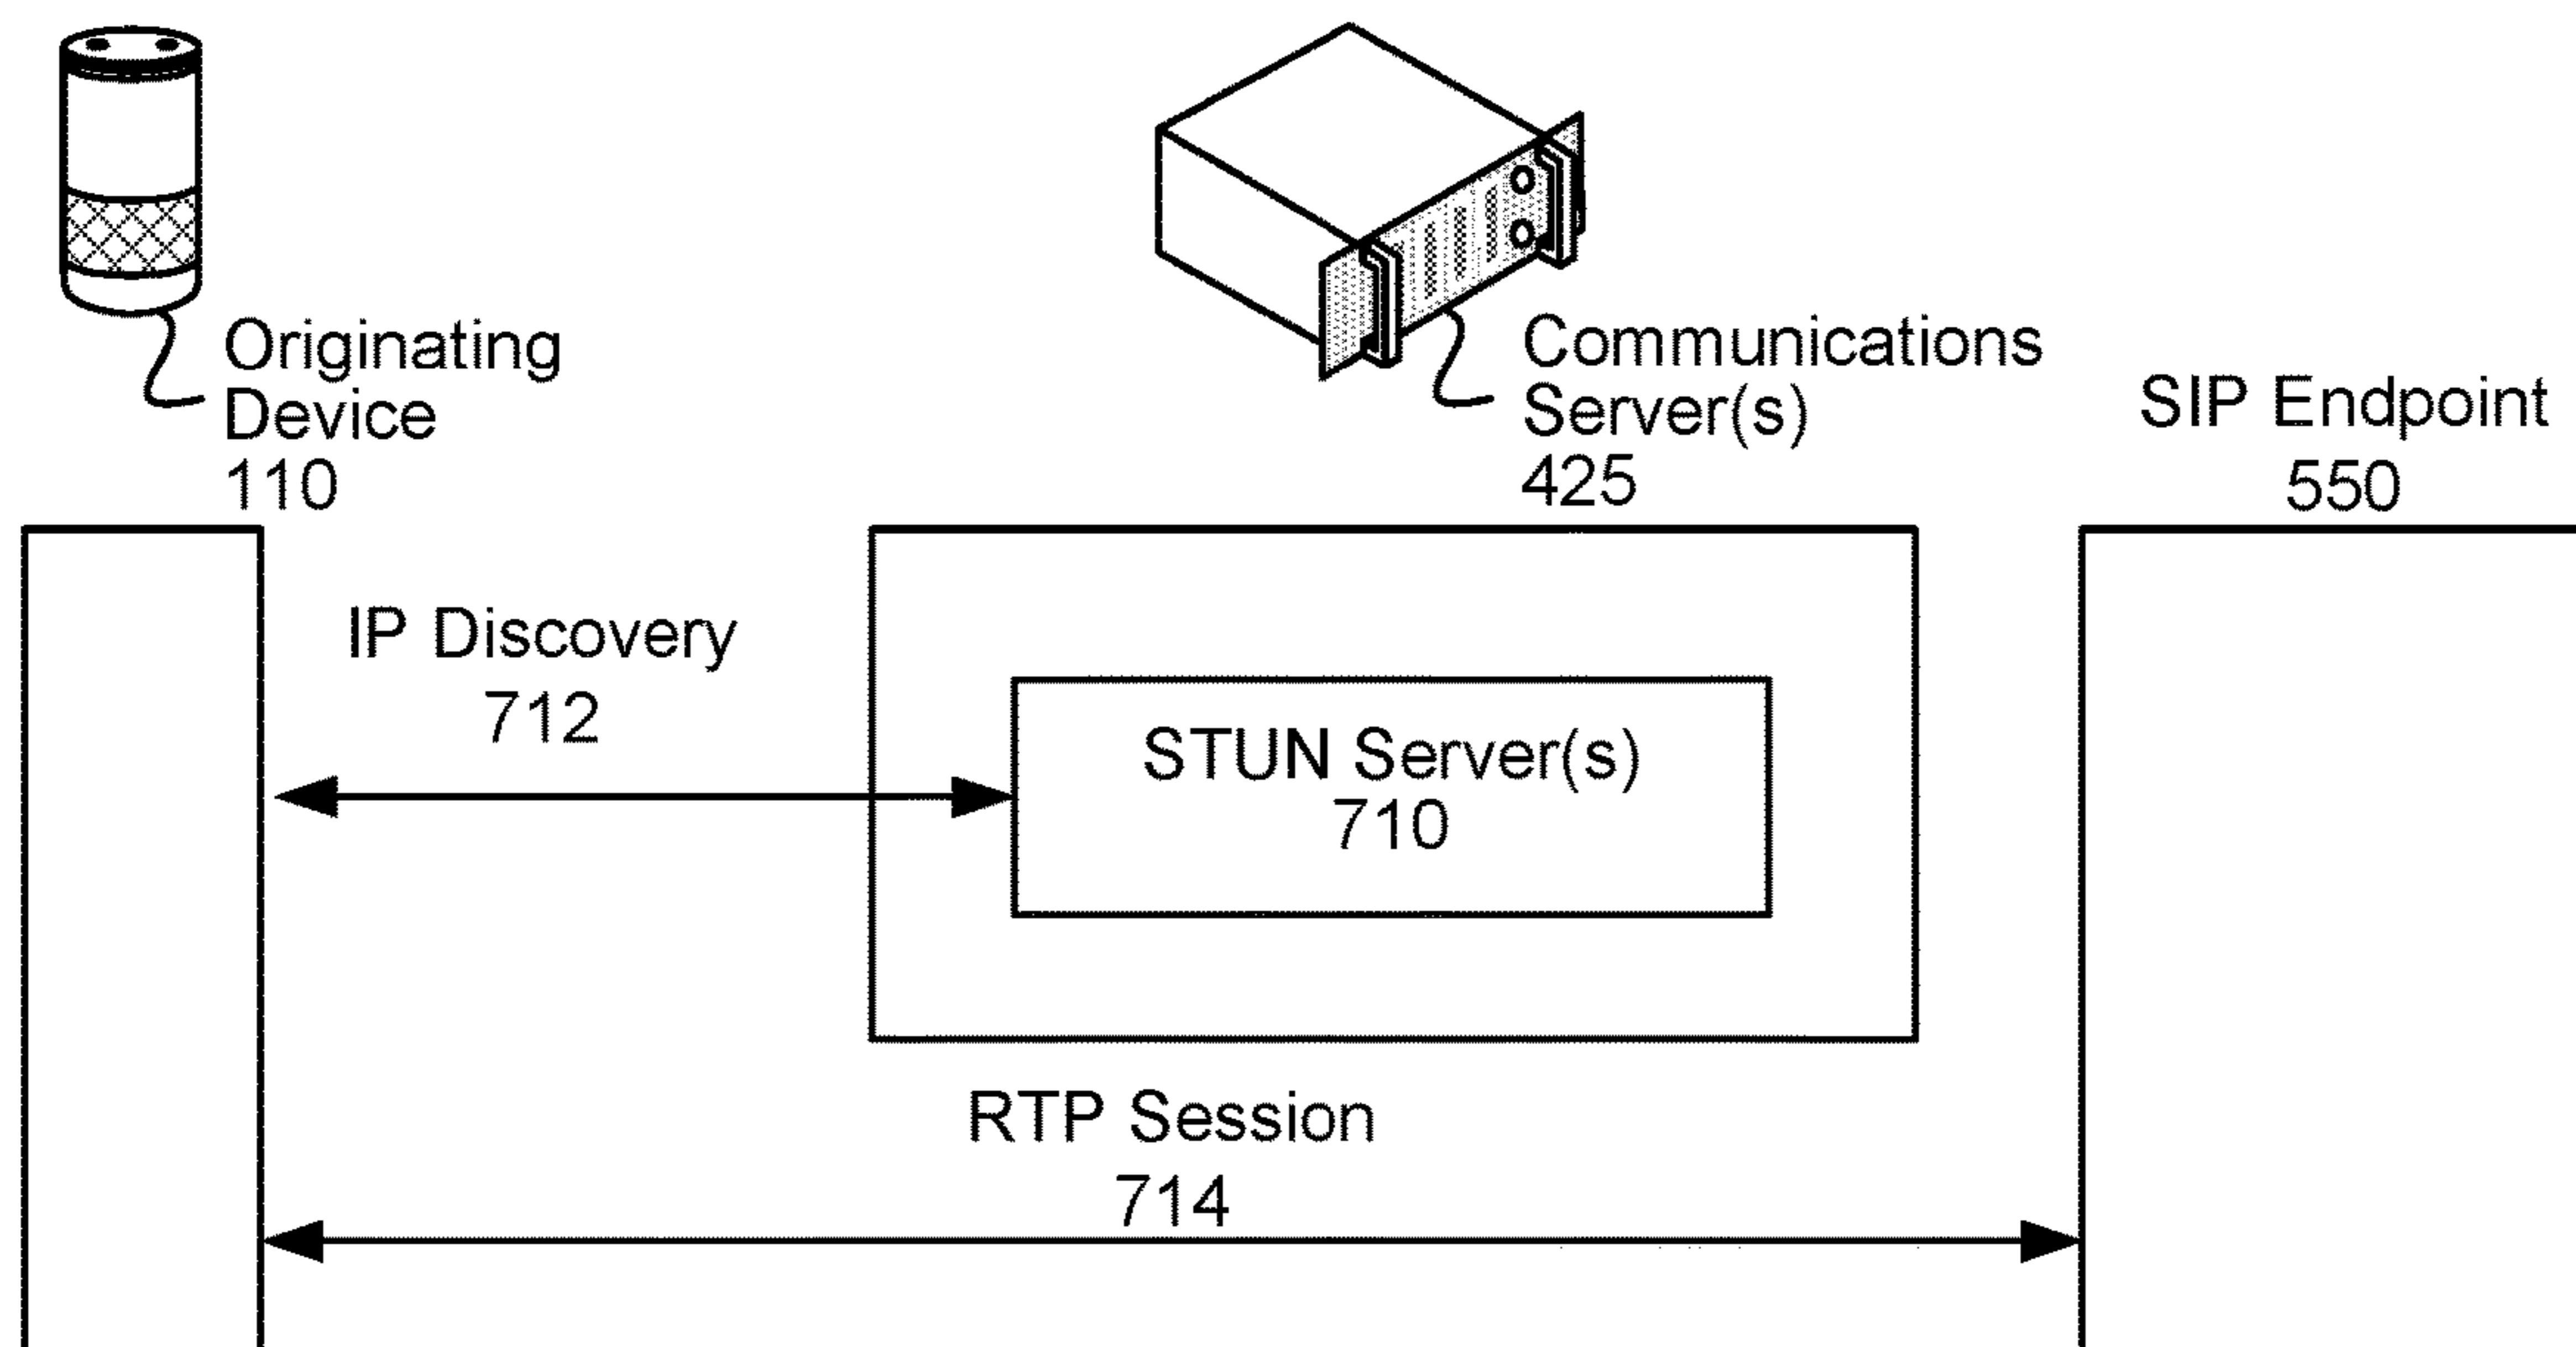 Originating
Device
110
Communications
Server(s)
425
SIP Endpoint
550
IP Discovery
712
STUN Server(s)
710
RTP Session
714